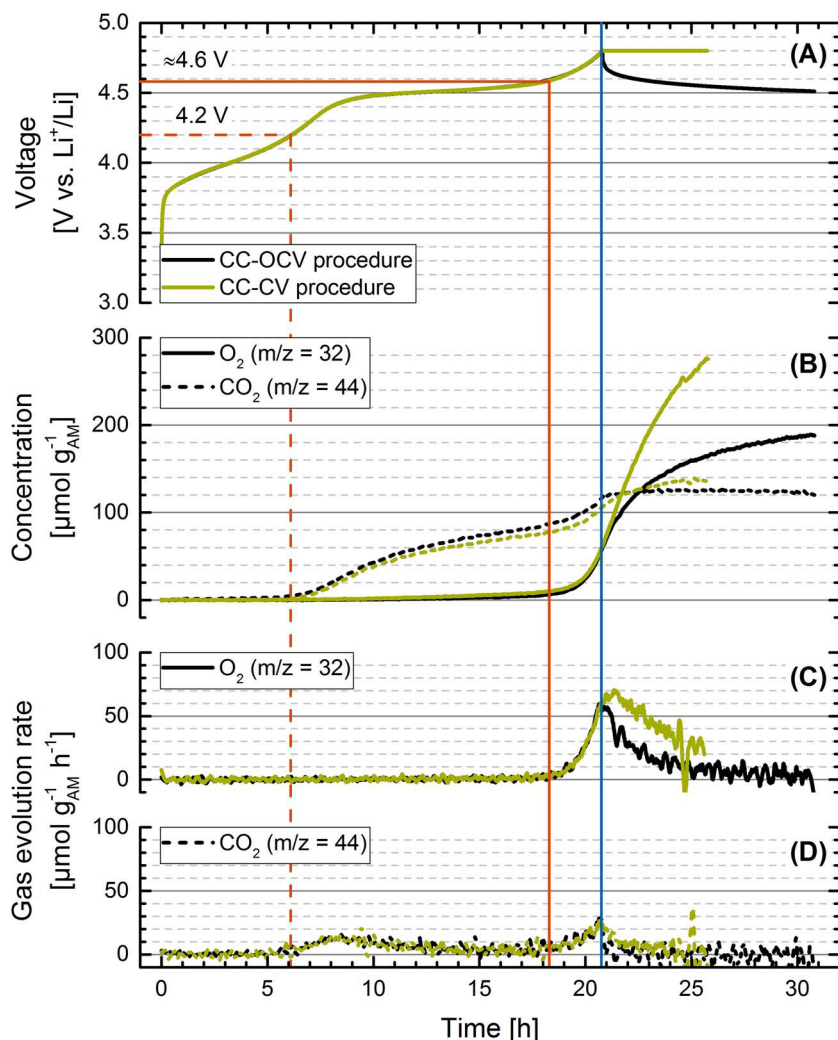 (A)
5.0
≈4.6 V
4.5
4.2 V
4.0
3.5
3.0
Voltage
[V vs. Li⁺/Li]
CC-OCV procedure
CC-CV procedure
(B)
300
200
100
0
Concentration
[µmol g⁻¹AM]
O₂ (m/z = 32)
CO₂ (m/z = 44)
(C)
100
50
0
O₂ (m/z = 32)
Gas evolution rate
[µmol g⁻¹AM h⁻¹]
(D)
100
50
0
CO₂ (m/z = 44)
0 5 10 15 20 25 30
Time [h]